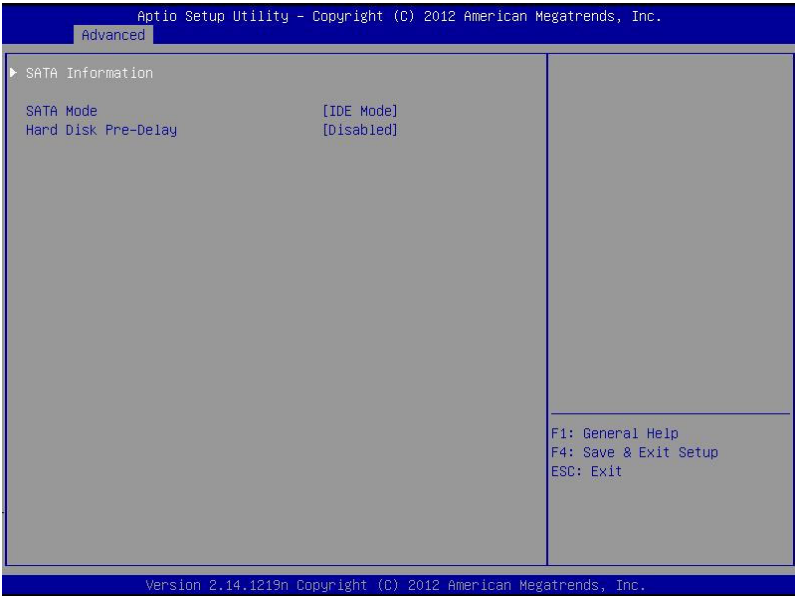 Aptio Setup Utility – Copyright (C) 2012 American Megatrends, Inc.
Advanced
SATA Information
SATA Mode [IDE Mode]
Hard Disk Pre-Delay [Disabled]
F1: General Help
F4: Save & Exit Setup
ESC: Exit
Version 2.14.1219n Copyright (C) 2012 American Megatrends, Inc.